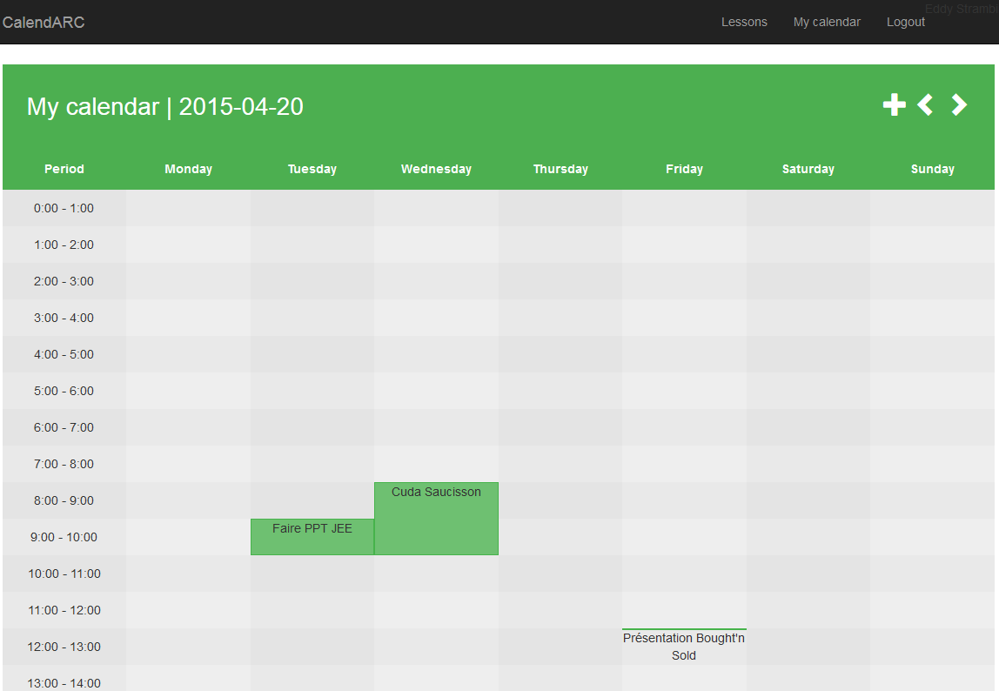 CalendARC
Lessons My calendar Logout Eddy Strambi
My calendar | 2015-04-20
Period Monday Tuesday Wednesday Thursday Friday Saturday Sunday
0:00 - 1:00
1:00 - 2:00
2:00 - 3:00
3:00 - 4:00
4:00 - 5:00
5:00 - 6:00
6:00 - 7:00
7:00 - 8:00
8:00 - 9:00
Cuda Saucisson
9:00 - 10:00
Faire PPT JEE
10:00 - 11:00
11:00 - 12:00
12:00 - 13:00
Présentation Bought'n
Sold
13:00 - 14:00